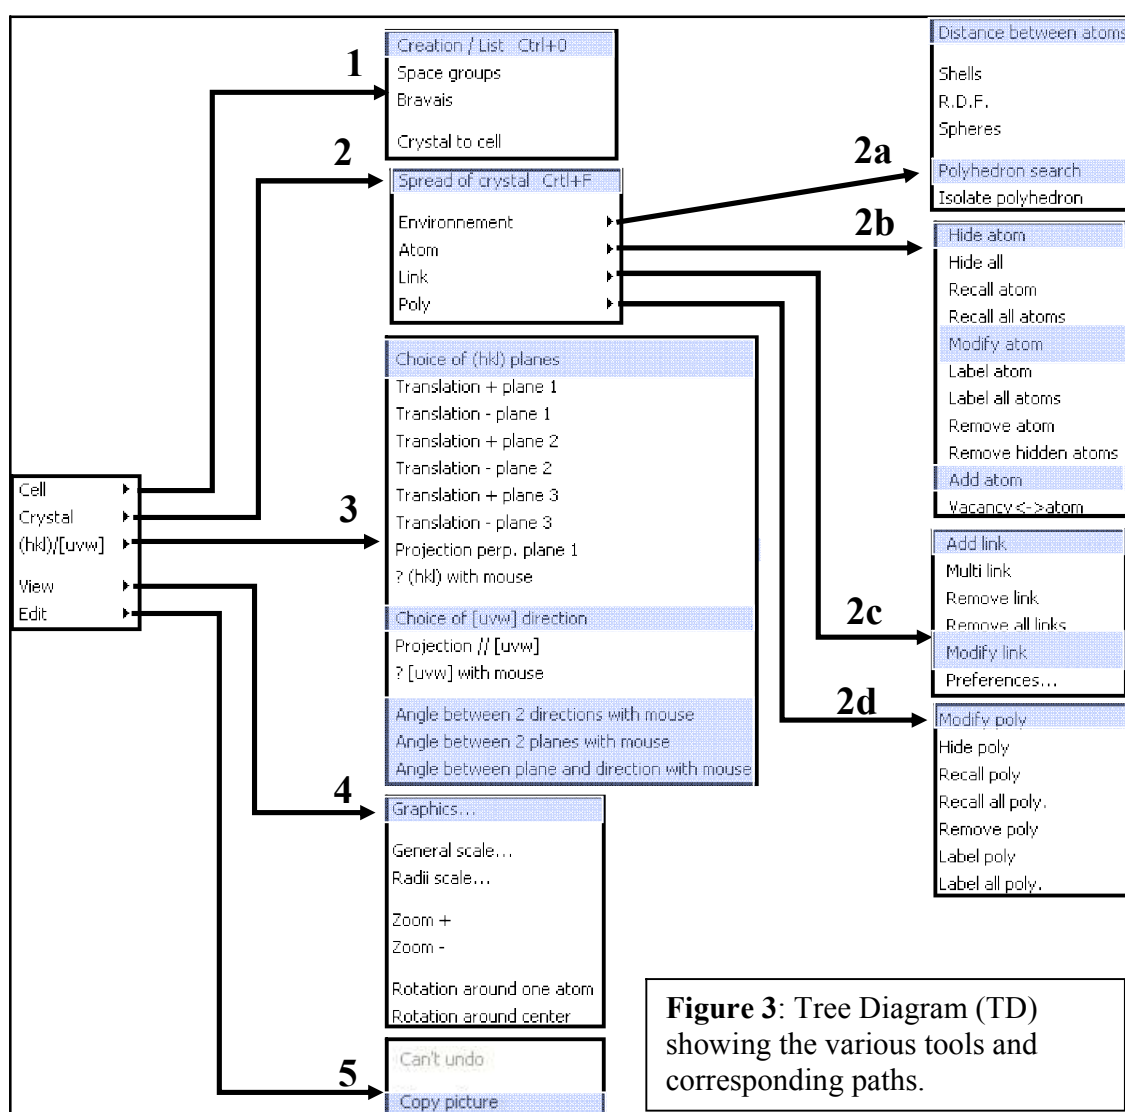 Cell
Crystal
(hkl)/[uvw]
View
Edit
1
Creation / List Ctrl+O
Space groups
Bravais
Crystal to cell
2
Spread of crystal Crtl+F
Environnement
Atom
Link
Poly
2a
Distance between atoms
Shells
R.D.F.
Spheres
Polyhedron search
Isolate polyhedron
2b
Hide atom
Hide all
Recall atom
Recall all atoms
Modify atom
Label atom
Label all atoms
Remove atom
Remove hidden atoms
Add atom
Vacancy<->atom
2c
Add link
Multi link
Remove link
Remove all links
Modify link
Preferences...
2d
Modify poly
Hide poly
Recall poly
Recall all poly.
Remove poly
Label poly
Label all poly.
3
Choice of (hkl) planes
Translation + plane 1
Translation - plane 1
Translation + plane 2
Translation - plane 2
Translation + plane 3
Translation - plane 3
Projection perp. plane 1
? (hkl) with mouse
Choice of [uvw] direction
Projection // [uvw]
? [uvw] with mouse
Angle between 2 directions with mouse
Angle between 2 planes with mouse
Angle between plane and direction with mouse
4
Graphics...
General scale...
Radii scale...
Zoom +
Zoom -
Rotation around one atom
Rotation around center
5
Can't undo
Copy picture
Figure 3: Tree Diagram (TD)
showing the various tools and
corresponding paths.